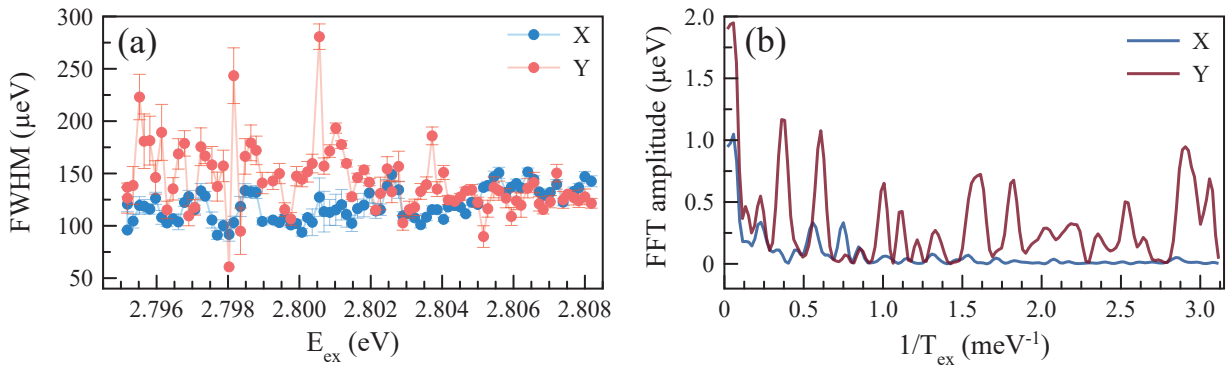 (a)
X
Y
FWHM (µeV)
300
250
200
150
100
50
2.796 2.798 2.800 2.802 2.804 2.806 2.808
E_ex (eV)
(b)
X
Y
FFT amplitude (µeV)
2.0
1.5
1.0
0.5
0
0 0.5 1.0 1.5 2.0 2.5 3.0
1/T_ex (meV⁻¹)